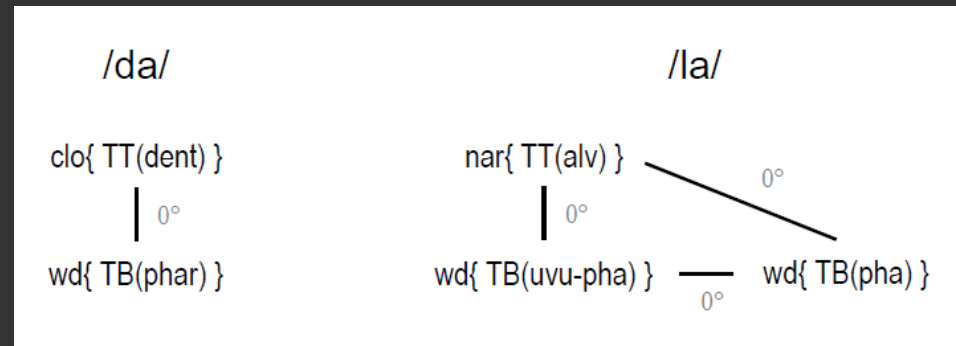 /da/ /la/
clo{ TT(dent) } nar{ TT(alv) }
0°
0° 0°
wd{ TB(phar) } wd{ TB(uvu-pha) } wd{ TB(pha) }
0°